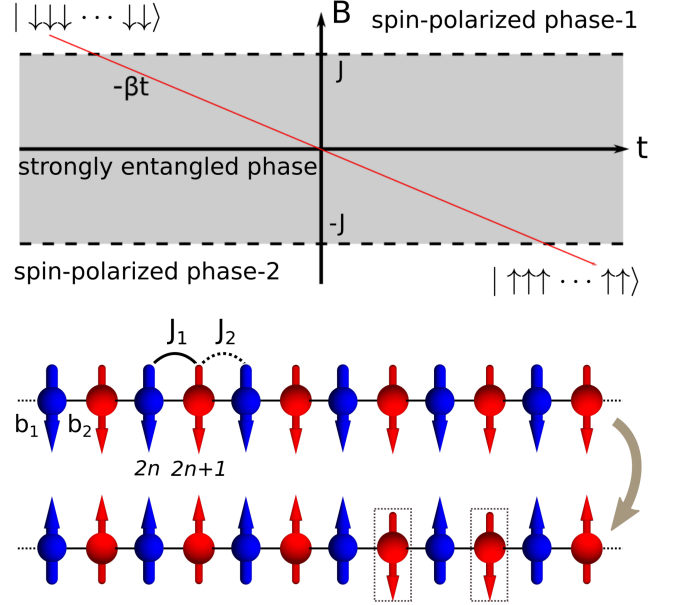 | ↓↓↓ ··· ↓↓⟩
B
spin-polarized phase-1
J
-βt
t
strongly entangled phase
-J
spin-polarized phase-2
| ↑↑↑ ··· ↑↑⟩
J₁ J₂
b₁ b₂
2n 2n+1